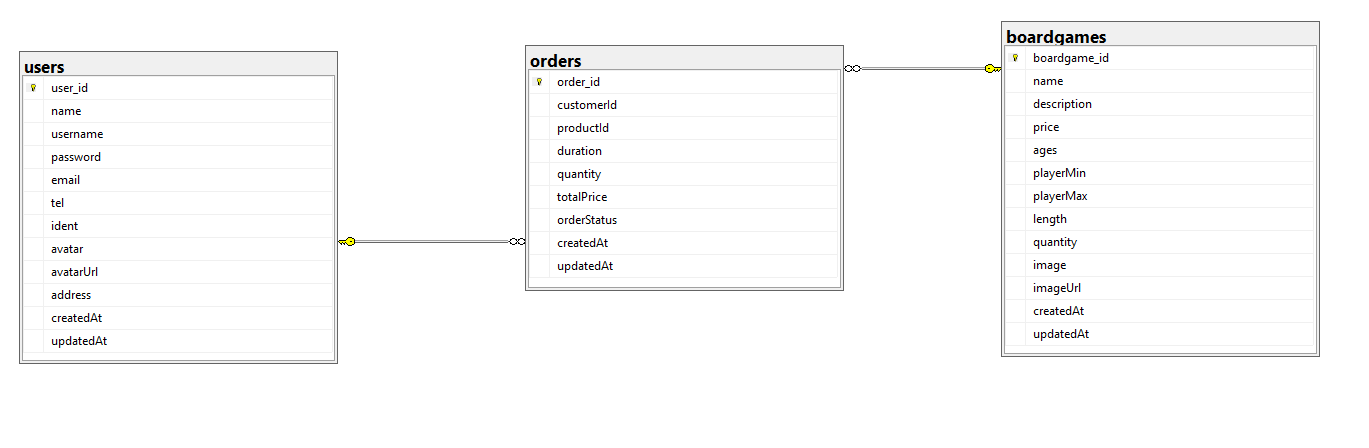 users
user_id
name
username
password
email
tel
ident
avatar
avatarUrl
address
createdAt
updatedAt
orders
order_id
customerId
productId
duration
quantity
totalPrice
orderStatus
createdAt
updatedAt
boardgames
boardgame_id
name
description
price
ages
playerMin
playerMax
length
quantity
image
imageUrl
createdAt
updatedAt